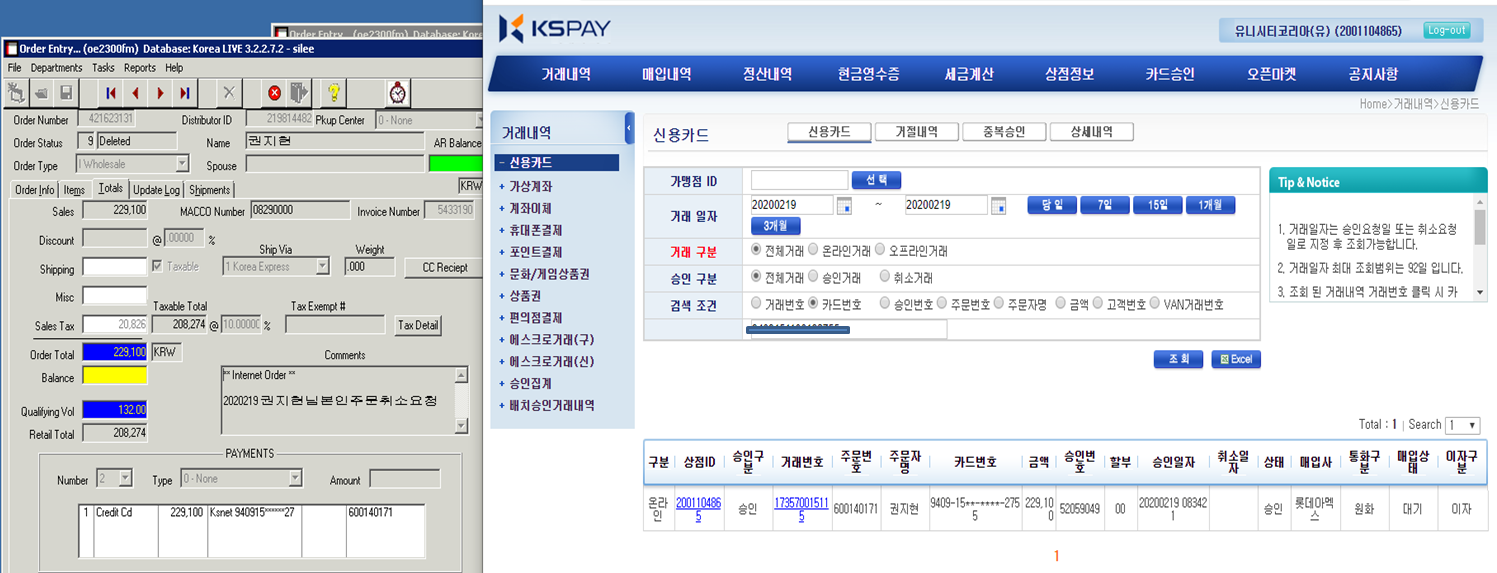 Order Entry... (oe2300fm) Database: Kore
Order Entry... (oe2300fm) Database: Korea LIVE 3.2.2.7.2 - silee
File Departments Tasks Reports Help
Order Number 421623131 Distributor ID 219814482 Pkup Center 0 - None
Order Status 9 Deleted Name 권지현 AR Balance
Order Type Wholesale Spouse
Order Info Items Totals Update Log Shipments KRW
Sales 229,100 MACCO Number 08290000 Invoice Number 5433190
Discount @ .00000 %
Ship Via Weight
Shipping Taxable 1 Korea Express .000 CC Reciept
Misc
Taxable Total Tax Exempt #
Sales Tax 20,826 208,274 @ 10.00000 % Tax Detail
Order Total 229,100 KRW Comments
Balance
** Internet Order **
2020219 권지현님본인주문취소요청
Qualifying Vol 132.00
Retail Total 208,274
PAYMENTS
Number 2 Type 0 - None Amount
1 Credit Cd 229,100 Ksnet 940915******27 600140171
KSPAY
유니시티코리아(유) (2001104865) Log-out
거래내역 매입내역 정산내역 현금영수증 세금계산 상점정보 카드승인 오픈마켓 공지사항
Home>거래내역>신용카드
거래내역
- 신용카드
+ 가상계좌
+ 계좌이체
+ 휴대폰결제
+ 포인트결제
+ 문화/게임상품권
+ 상품권
+ 편의점결제
+ 에스크로거래(구)
+ 에스크로거래(신)
+ 승인집계
+ 배치승인거래내역
신용카드 신용카드 거절내역 중복승인 상세내역
가맹점 ID 선 택
거래 일자 20200219 ~ 20200219 당 일 7일 15일 1개월
3개월
거래 구분 전체거래 온라인거래 오프라인거래
승인 구분 전체거래 승인거래 취소거래
검색 조건 거래번호 카드번호 승인번호 주문번호 주문자명 금액 고객번호 VAN거래번호
조 회 Excel
Tip & Notice
1. 거래일자는 승인요청일 또는 취소요청
일로 지정 후 조회가능합니다.
2. 거래일자 최대 조회범위는 92일 입니다.
3. 조회 된 거래내역 거래번호 클릭 시 카
Total : 1 | Search 1
구분 상점ID 승인구분 거래번호 주문번호 주문자명 카드번호 금액 승인번호 할부 승인일자 취소일자 상태 매입사 통화구분 매입상태 이자구분
온라인 2001104865 승인 173570015115 600140171 권지현 9409-15**-****-2755 229,100 52059049 00 20200219 083421 승인 롯데아멕스 원화 대기 이자
1